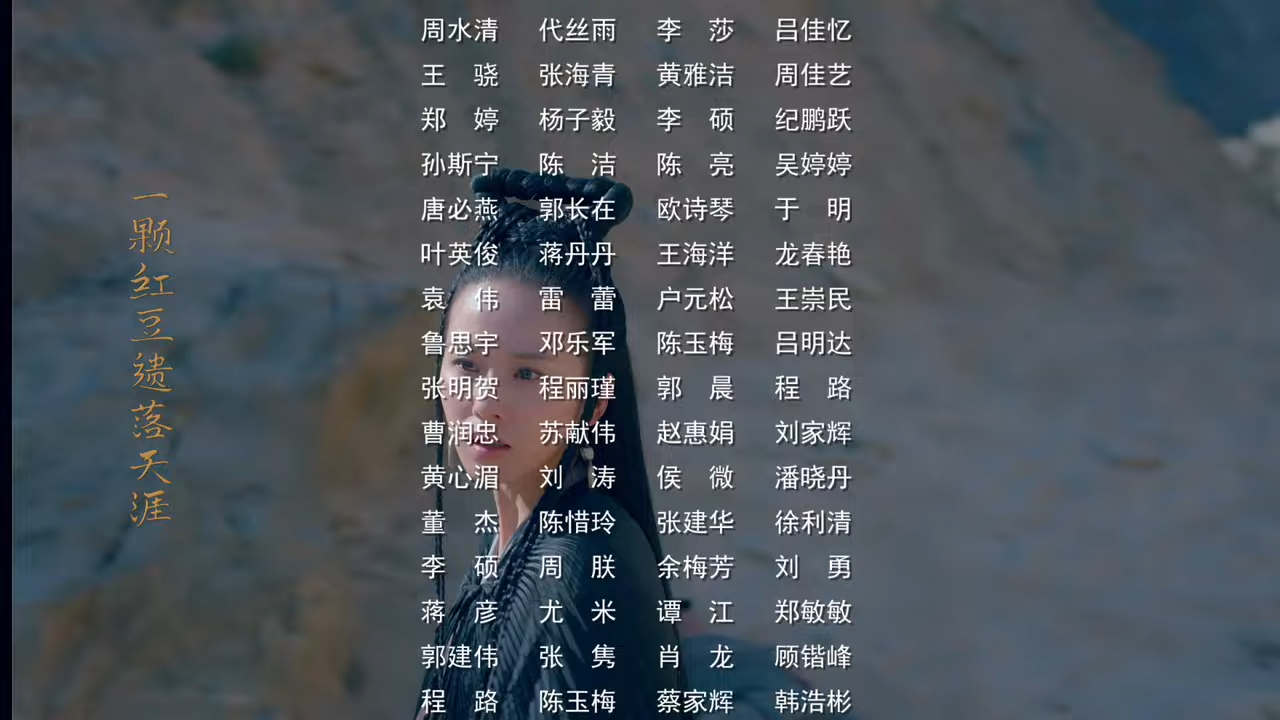 周水清 代丝雨 李 莎 吕佳忆
王 骁 张海青 黄雅洁 周佳艺
郑 婷 杨子毅 李 硕 纪鹏跃
孙斯宁 陈 洁 陈 亮 吴婷婷
唐必燕 郭长在 欧诗琴 于 明
叶英俊 蒋丹丹 王海洋 龙春艳
袁 伟 雷 蕾 户元松 王崇民
鲁思宇 邓乐军 陈玉梅 吕明达
张明贺 程丽瑾 郭 晨 程 路
曹润忠 苏献伟 赵惠娟 刘家辉
黄心湄 刘 涛 侯 微 潘晓丹
董 杰 陈惜玲 张建华 徐利清
李 硕 周 朕 余梅芳 刘 勇
蒋 彦 尤 米 谭 江 郑敏敏
郭建伟 张 隽 肖 龙 顾锴峰
程 路 陈玉梅 蔡家辉 韩浩彬
一颗红豆遗落天涯